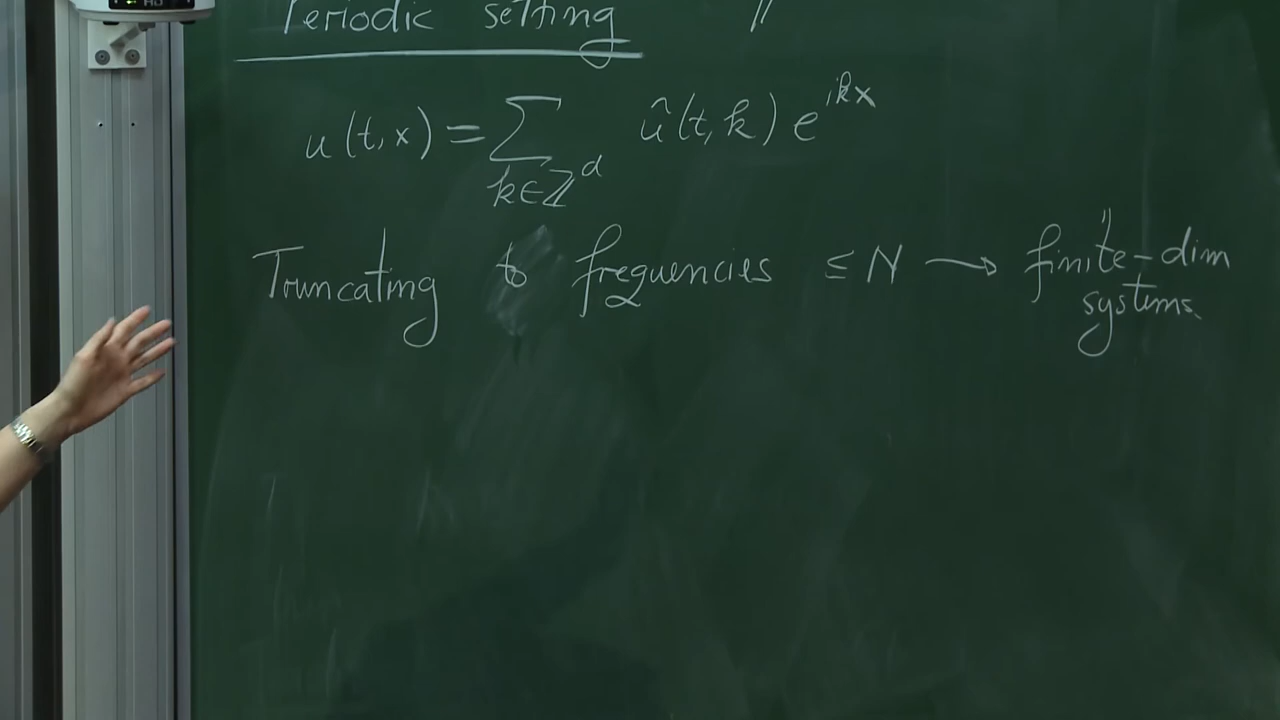 Periodic setting "
u(t,x) = ∑_{k∈ℤ^d} û(t,k) e^{ikx}
Truncating to frequencies ≤ N → "finite-dim
systems.